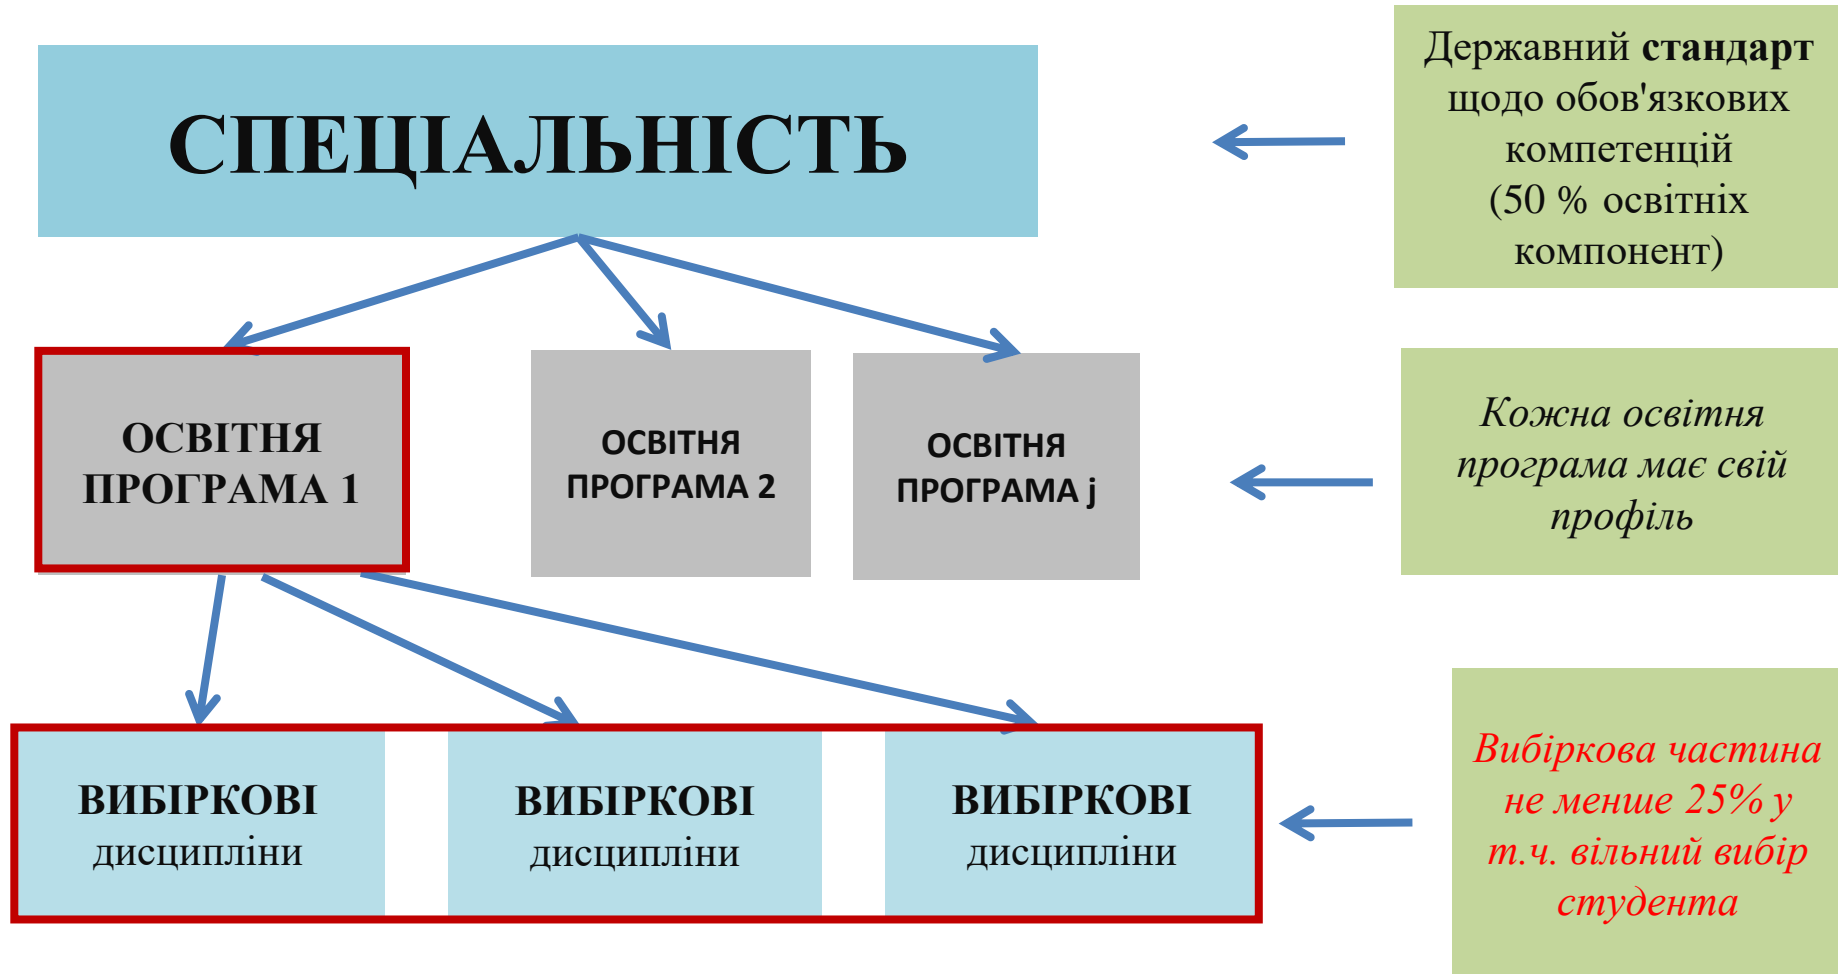 СПЕЦІАЛЬНІСТЬ
Державний стандарт
щодо обов'язкових
компетенцій
(50 % освітніх
компонент)
ОСВІТНЯ
ПРОГРАМА 1
ОСВІТНЯ
ПРОГРАМА 2
ОСВІТНЯ
ПРОГРАМА j
Кожна освітня
програма має свій
профіль
ВИБІРКОВІ
дисципліни
ВИБІРКОВІ
дисципліни
ВИБІРКОВІ
дисципліни
Вибіркова частина
не менше 25% у
т.ч. вільний вибір
студента